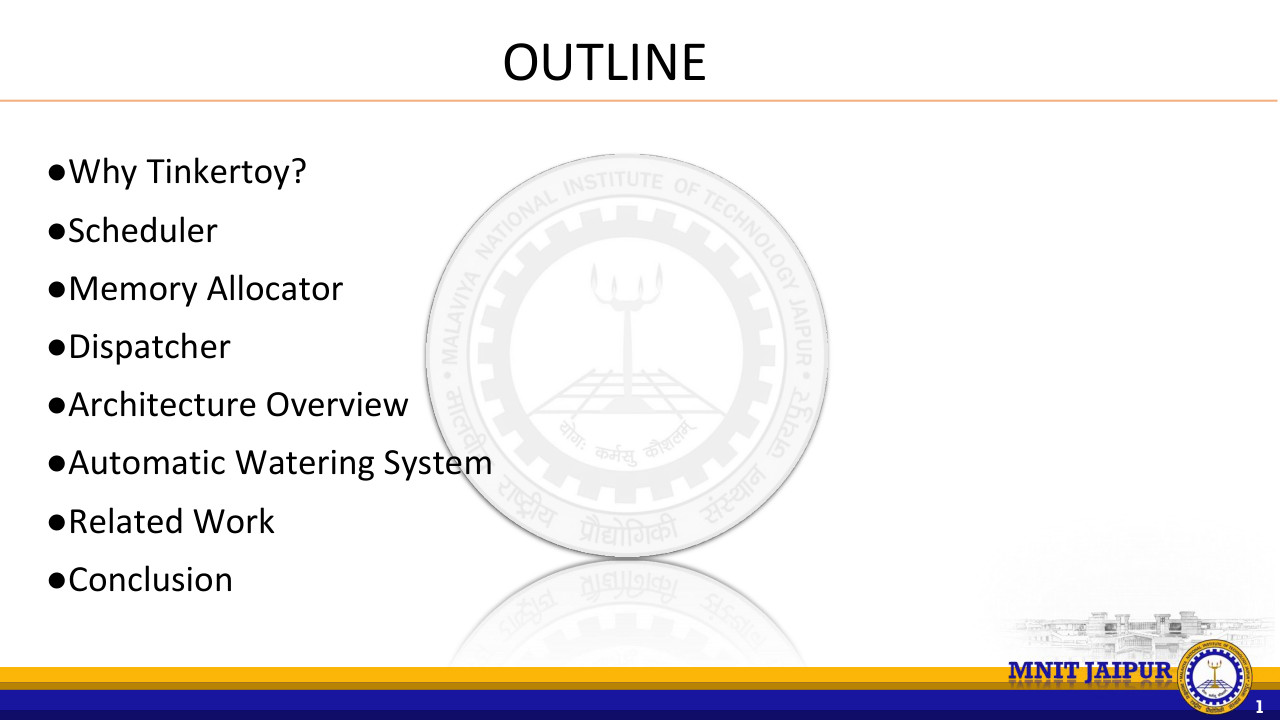 OUTLINE
●Why Tinkertoy?
●Scheduler
●Memory Allocator
●Dispatcher
●Architecture Overview
●Automatic Watering System
●Related Work
●Conclusion
MALAVIYA NATIONAL INSTITUTE OF TECHNOLOGY JAIPUR
योगः कर्मसु कौशलम्
राष्ट्रीय प्रौद्योगिकी संस्थान जयपुर
MNIT JAIPUR
1